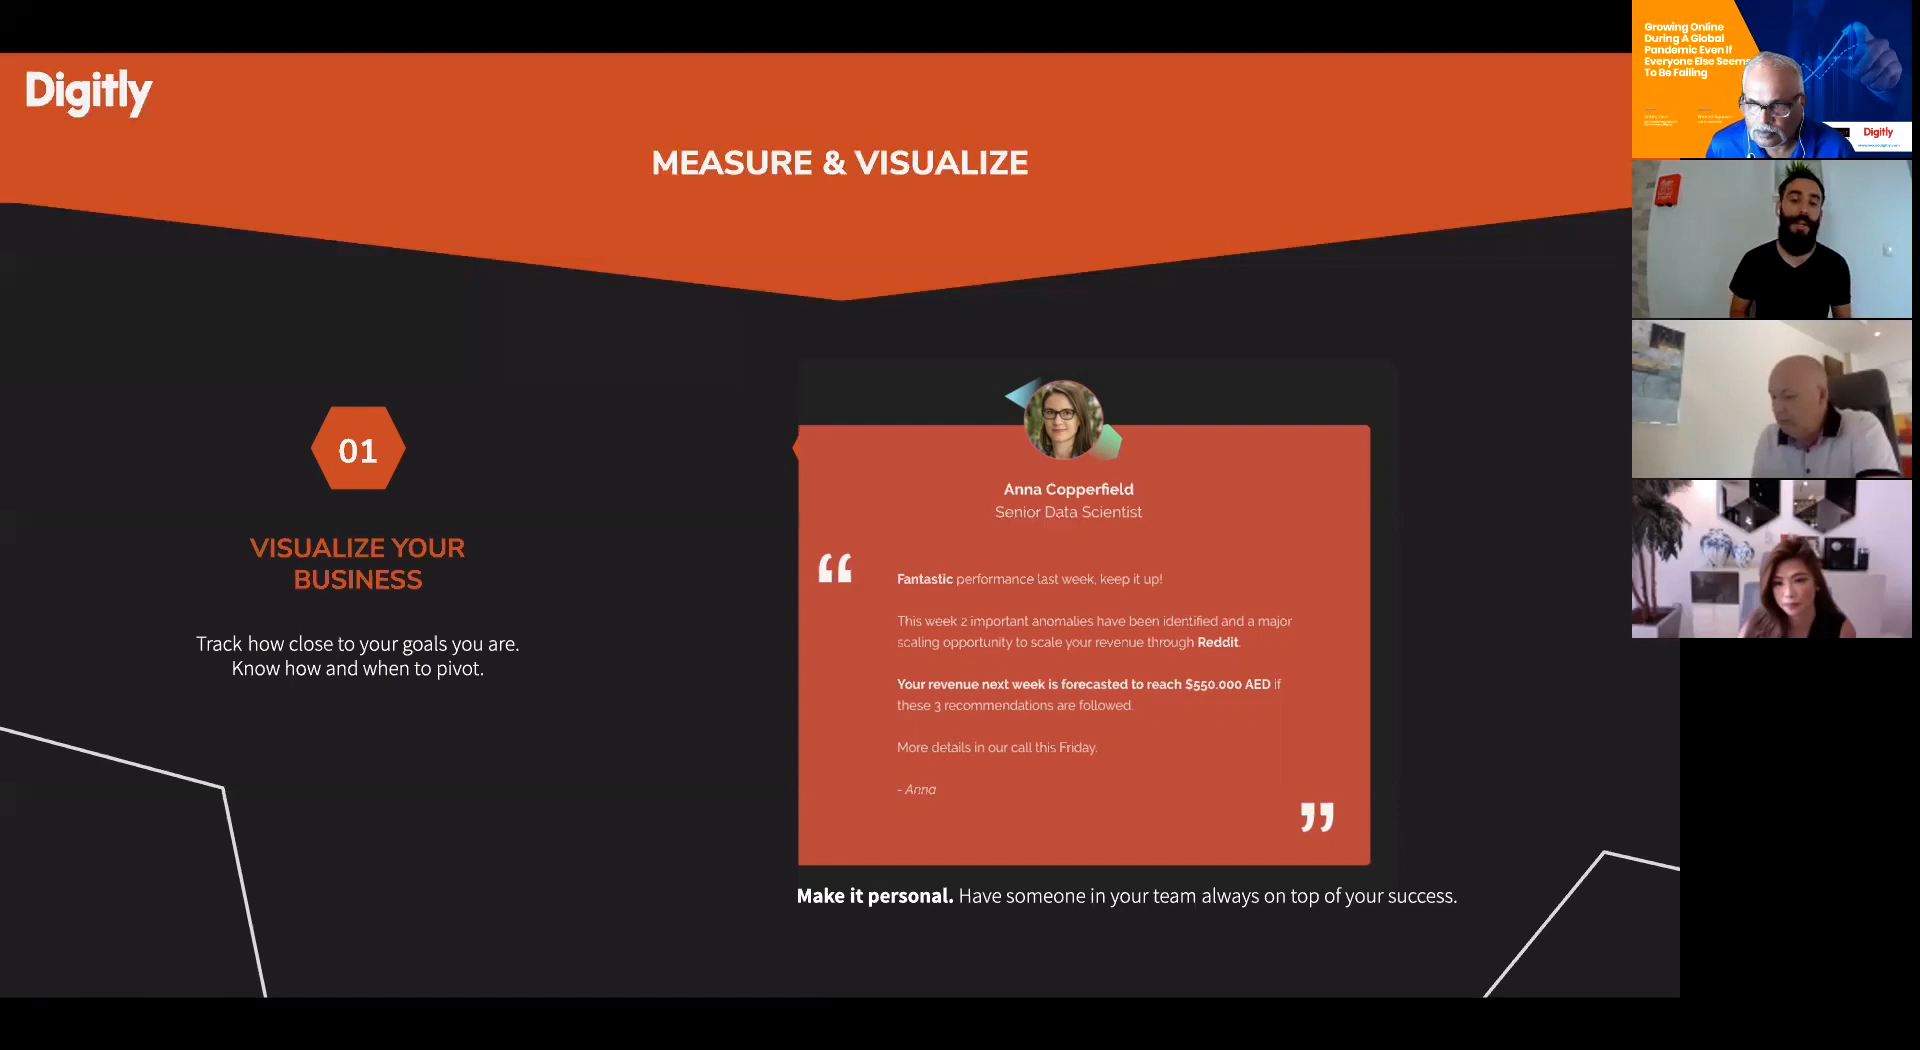 Digitly
MEASURE & VISUALIZE
01
VISUALIZE YOUR
BUSINESS
Track how close to your goals you are.
Know how and when to pivot.
Anna Copperfield
Senior Data Scientist
“
Fantastic performance last week, keep it up!
This week 2 important anomalies have been identified and a major
scaling opportunity to scale your revenue through Reddit.
Your revenue next week is forecasted to reach $550.000 AED if
these 3 recommendations are followed.
More details in our call this Friday.
- Anna
”
Make it personal. Have someone in your team always on top of your success.
Growing Online
During A Global
Pandemic Even If
Everyone Else Seems
To Be Failing
Digitly